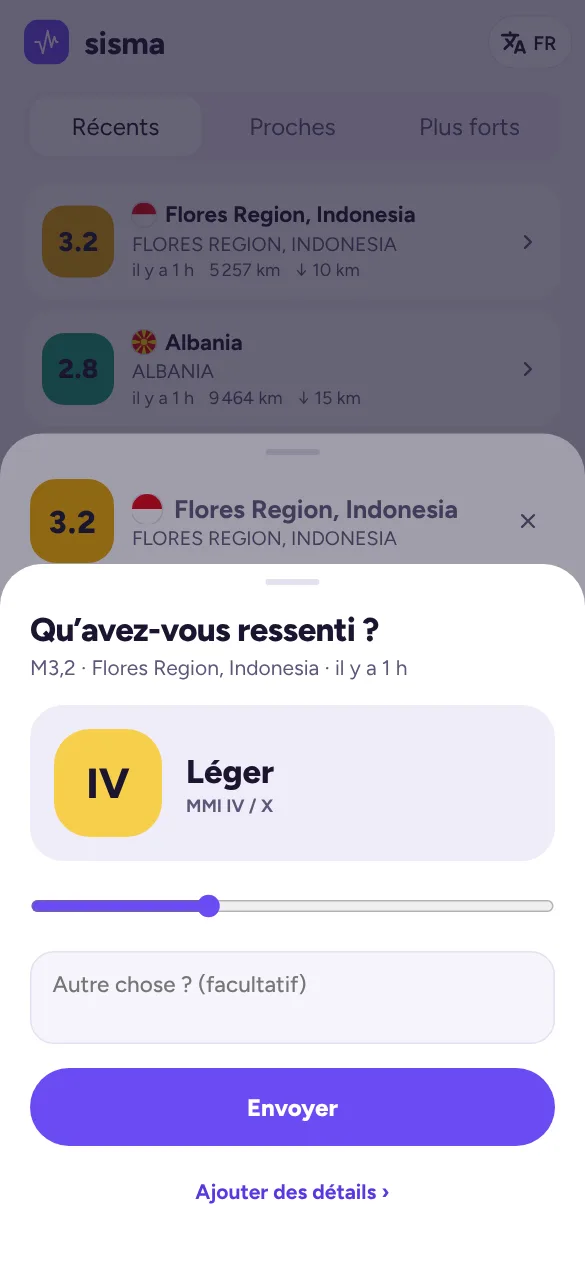 sisma
FR
Récents
Proches
Plus forts
3.2
Flores Region, Indonesia
FLORES REGION, INDONESIA
il y a 1 h 5 257 km ↓ 10 km
2.8
Albania
ALBANIA
il y a 1 h 9 464 km ↓ 15 km
3.2
Flores Region, Indonesia
FLORES REGION, INDONESIA
Qu’avez-vous ressenti ?
M3,2 · Flores Region, Indonesia · il y a 1 h
IV
Léger
MMI IV / X
Autre chose ? (facultatif)
Envoyer
Ajouter des détails ›